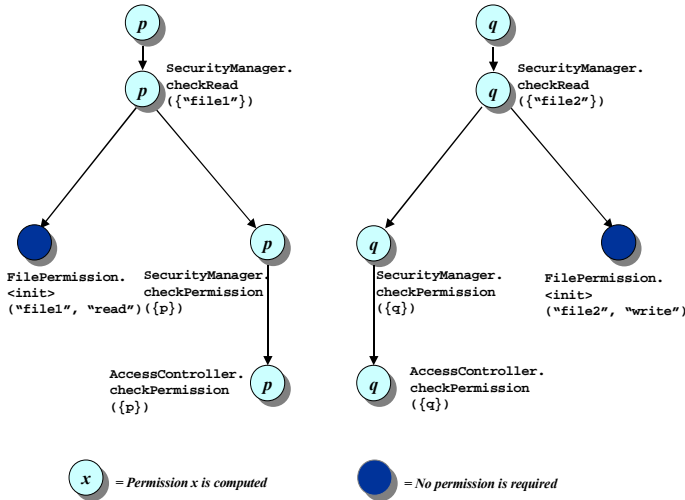 p
q
SecurityManager.
checkRead
({“file1”})
p
SecurityManager.
checkRead
({“file2”})
q
p
q
FilePermission.
<init>
(“file1”, “read”)
SecurityManager.
checkPermission
({p})
SecurityManager.
checkPermission
({q})
FilePermission.
<init>
(“file2”, “write”)
AccessController.
checkPermission
({p})
p
q
AccessController.
checkPermission
({q})
x = Permission x is computed
= No permission is required